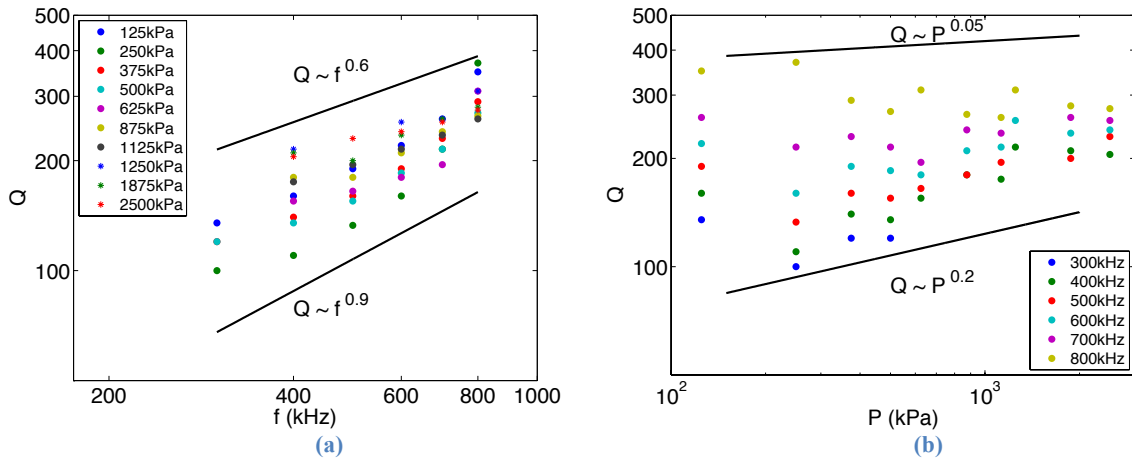 500
400
300
200
100
Q
125kPa
250kPa
375kPa
500kPa
625kPa
875kPa
1125kPa
1250kPa
1875kPa
2500kPa
Q ~ f^0.6
Q ~ f^0.9
200 400 600 800 1000
f (kHz)
(a)
500
400
300
200
100
Q
Q ~ P^0.05
Q ~ P^0.2
300kHz
400kHz
500kHz
600kHz
700kHz
800kHz
10^2 10^3
P (kPa)
(b)